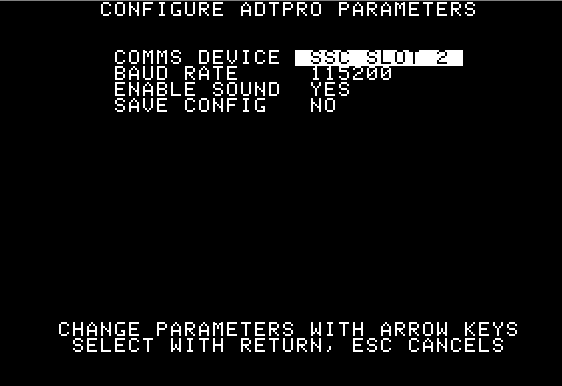 CONFIGURE ADTPRO PARAMETERS
COMMS DEVICE SSC SLOT 2
BAUD RATE 115200
ENABLE SOUND YES
SAVE CONFIG NO
CHANGE PARAMETERS WITH ARROW KEYS
SELECT WITH RETURN, ESC CANCELS